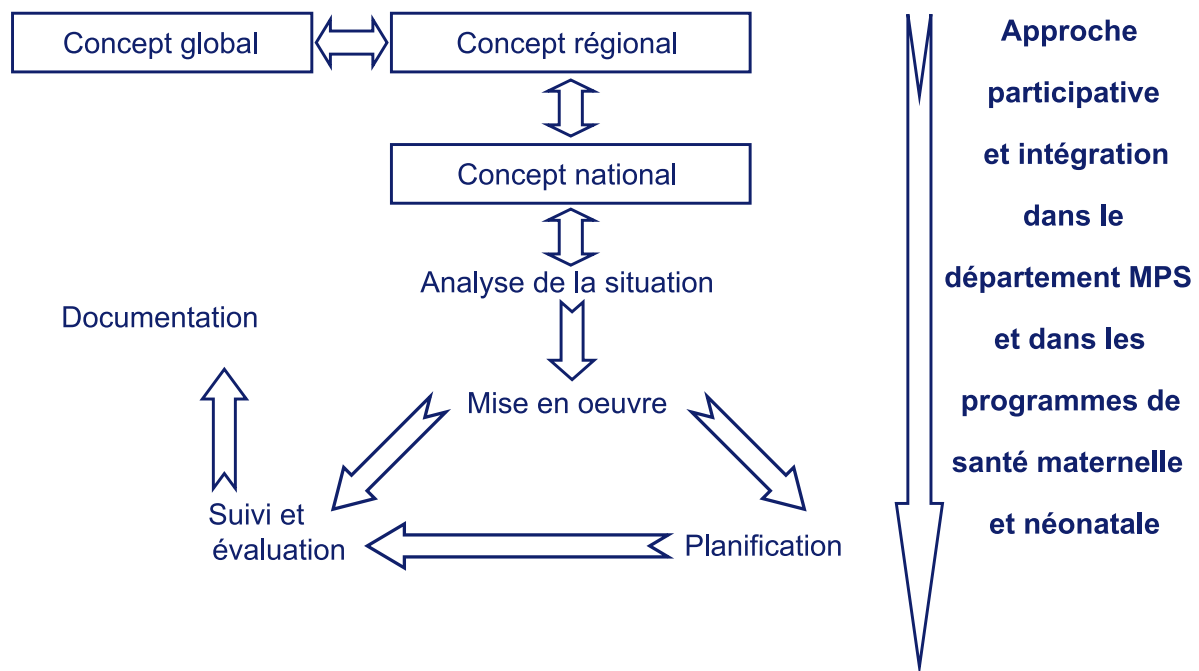 Concept global
Concept régional
Concept national
Analyse de la situation
Documentation
Mise en oeuvre
Suivi et
évaluation
Planification
Approche
participative
et intégration
dans le
département MPS
et dans les
programmes de
santé maternelle
et néonatale